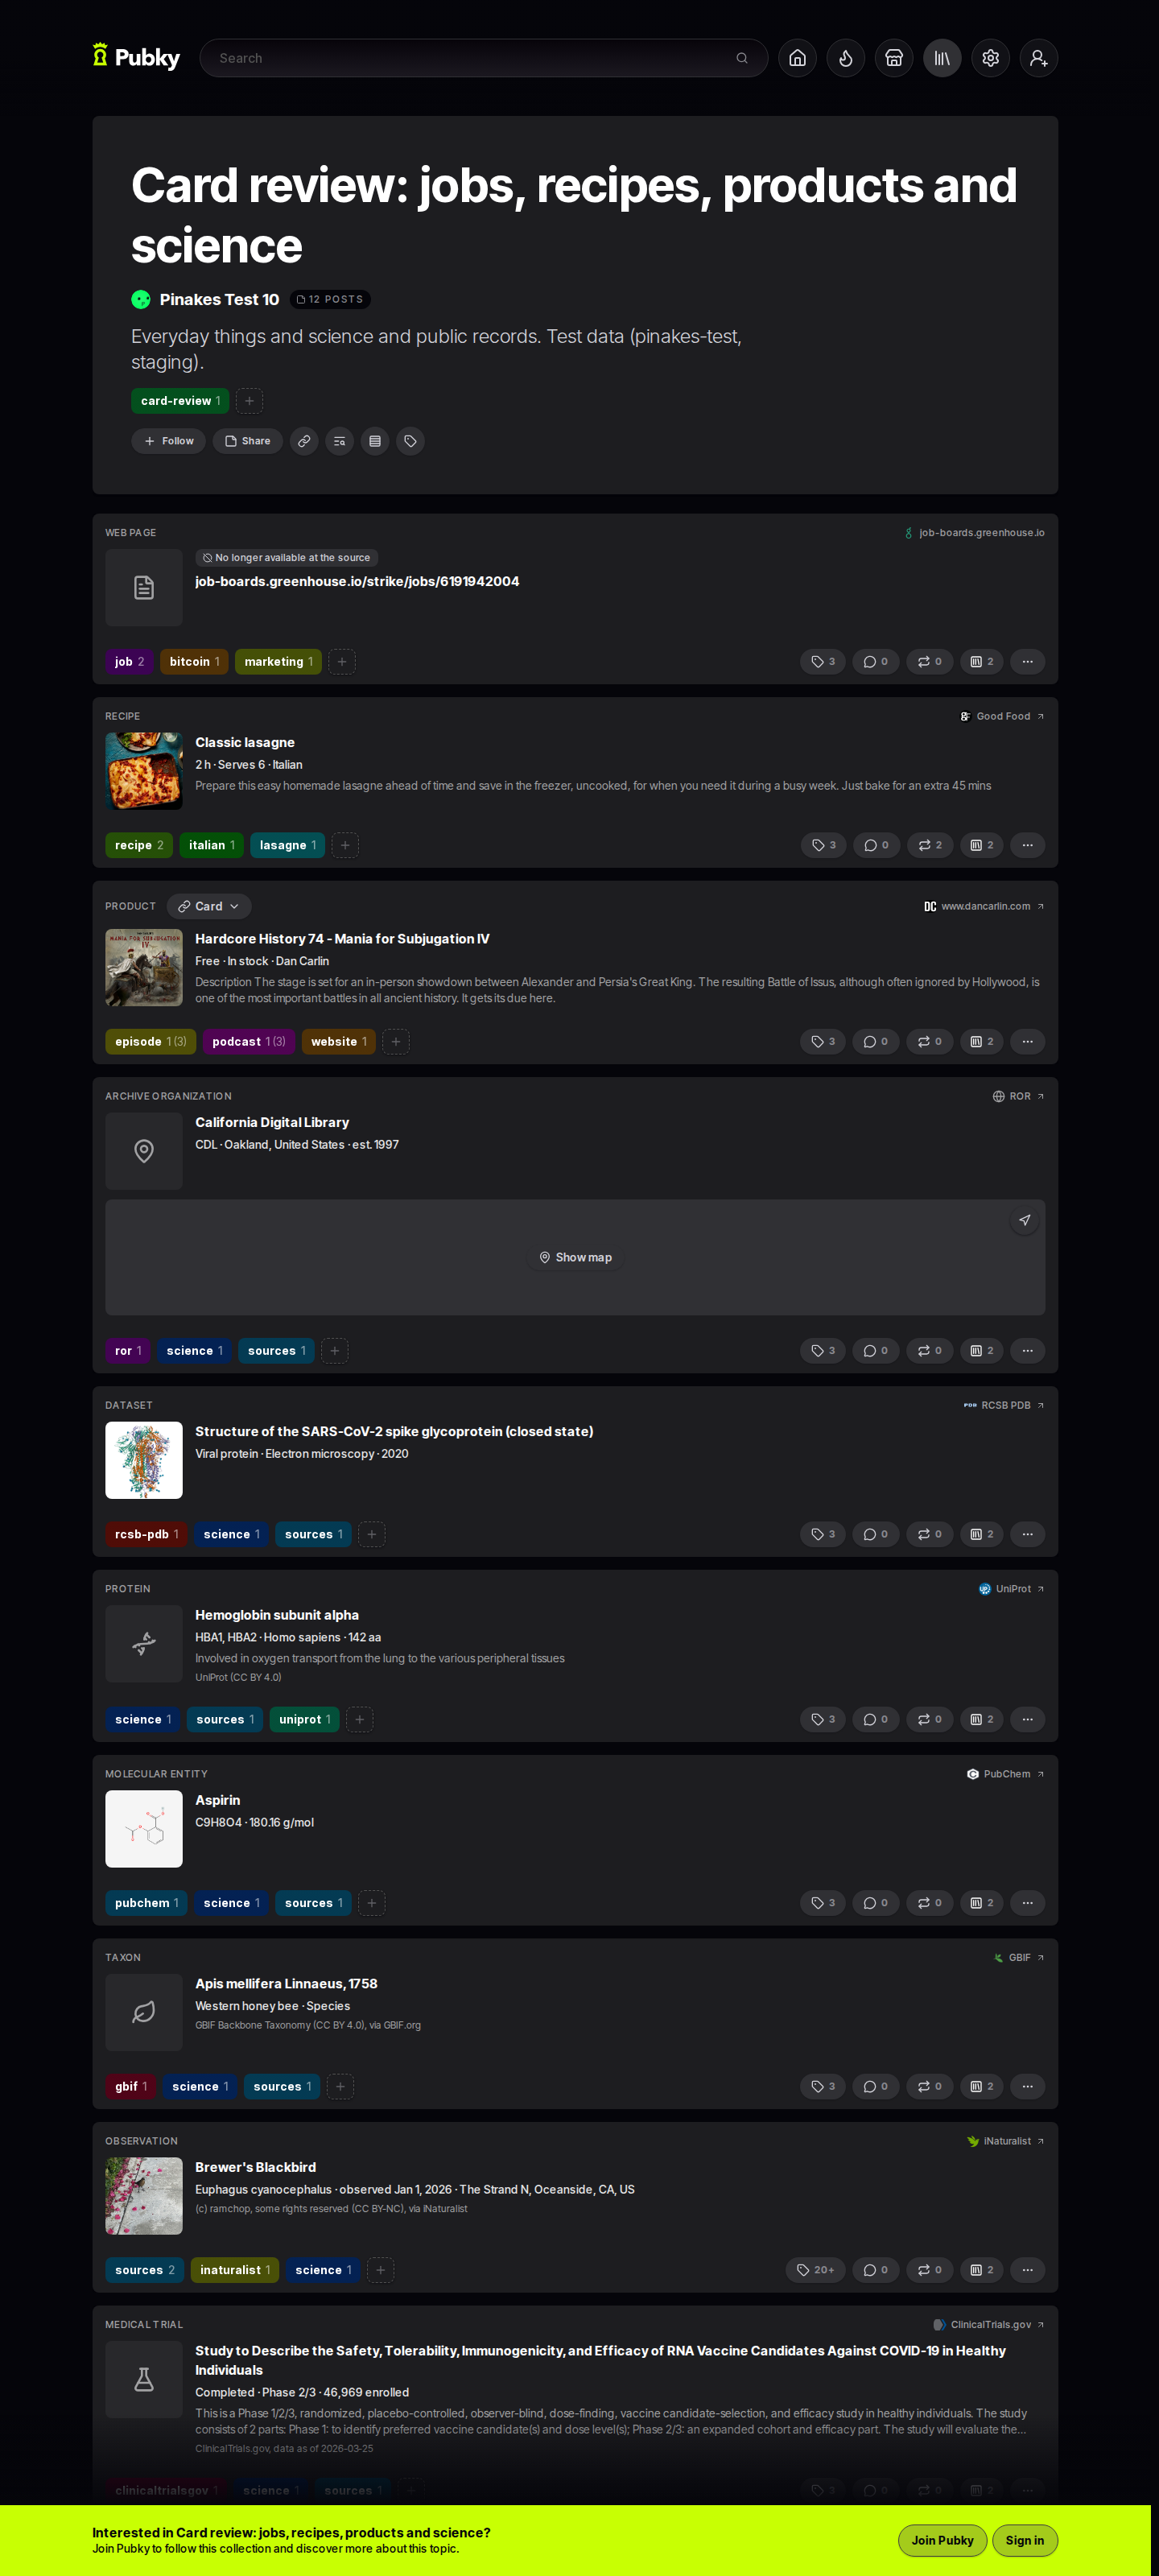 Pubky
Search
Card review: jobs, recipes, products and
science
Pinakes Test 10
12 POSTS
Everyday things and science and public records. Test data (pinakes-test,
staging).
card-review 1
Follow
Share
WEB PAGE
job-boards.greenhouse.io
No longer available at the source
job-boards.greenhouse.io/strike/jobs/6191942004
job 2
bitcoin 1
marketing 1
3
0
0
2
RECIPE
Good Food
Classic lasagne
2 h · Serves 6 · Italian
Prepare this easy homemade lasagne ahead of time and save in the freezer, uncooked, for when you need it during a busy week. Just bake for an extra 45 mins
recipe 2
italian 1
lasagne 1
3
0
2
2
PRODUCT
Card
DC
www.dancarlin.com
MANIA FOR SUBJUGATION
IV
Hardcore History 74 - Mania for Subjugation IV
Free · In stock · Dan Carlin
Description The stage is set for an in-person showdown between Alexander and Persia's Great King. The resulting Battle of Issus, although often ignored by Hollywood, is
one of the most important battles in all ancient history. It gets its due here.
episode 1 (3)
podcast 1 (3)
website 1
3
0
0
2
ARCHIVE ORGANIZATION
ROR
California Digital Library
CDL · Oakland, United States · est. 1997
Show map
ror 1
science 1
sources 1
3
0
0
2
DATASET
PDB
RCSB PDB
Structure of the SARS-CoV-2 spike glycoprotein (closed state)
Viral protein · Electron microscopy · 2020
rcsb-pdb 1
science 1
sources 1
3
0
0
2
PROTEIN
UniProt
Hemoglobin subunit alpha
HBA1, HBA2 · Homo sapiens · 142 aa
Involved in oxygen transport from the lung to the various peripheral tissues
UniProt (CC BY 4.0)
science 1
sources 1
uniprot 1
3
0
0
2
MOLECULAR ENTITY
PubChem
Aspirin
C9H8O4 · 180.16 g/mol
pubchem 1
science 1
sources 1
3
0
0
2
TAXON
GBIF
Apis mellifera Linnaeus, 1758
Western honey bee · Species
GBIF Backbone Taxonomy (CC BY 4.0), via GBIF.org
gbif 1
science 1
sources 1
3
0
0
2
OBSERVATION
iNaturalist
Brewer's Blackbird
Euphagus cyanocephalus · observed Jan 1, 2026 · The Strand N, Oceanside, CA, US
(c) ramchop, some rights reserved (CC BY-NC), via iNaturalist
sources 2
inaturalist 1
science 1
20+
0
0
2
MEDICAL TRIAL
ClinicalTrials.gov
Study to Describe the Safety, Tolerability, Immunogenicity, and Efficacy of RNA Vaccine Candidates Against COVID-19 in Healthy
Individuals
Completed · Phase 2/3 · 46,969 enrolled
This is a Phase 1/2/3, randomized, placebo-controlled, observer-blind, dose-finding, vaccine candidate-selection, and efficacy study in healthy individuals. The study
consists of 2 parts: Phase 1: to identify preferred vaccine candidate(s) and dose level(s); Phase 2/3: an expanded cohort and efficacy part. The study will evaluate the...
ClinicalTrials.gov, data as of 2026-03-25
clinicaltrialsgov 1
science 1
sources 1
3
0
0
2
Interested in Card review: jobs, recipes, products and science?
Join Pubky to follow this collection and discover more about this topic.
Join Pubky
Sign in